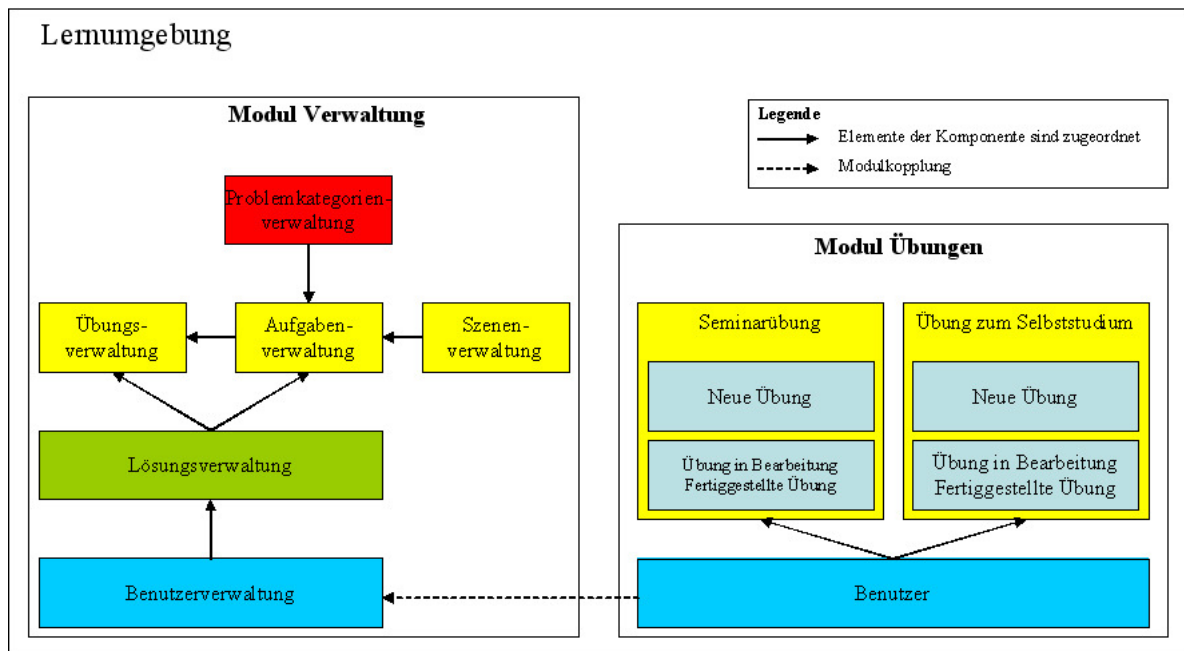 Lernumgebung
Modul Verwaltung
Problemkategorien-
verwaltung
Übungs-
verwaltung
Aufgaben-
verwaltung
Szenen-
verwaltung
Lösungsverwaltung
Benutzerverwaltung
Legende
Elemente der Komponente sind zugeordnet
Modulkopplung
Modul Übungen
Seminarübung
Neue Übung
Übung in Bearbeitung
Fertiggestellte Übung
Übung zum Selbststudium
Neue Übung
Übung in Bearbeitung
Fertiggestellte Übung
Benutzer